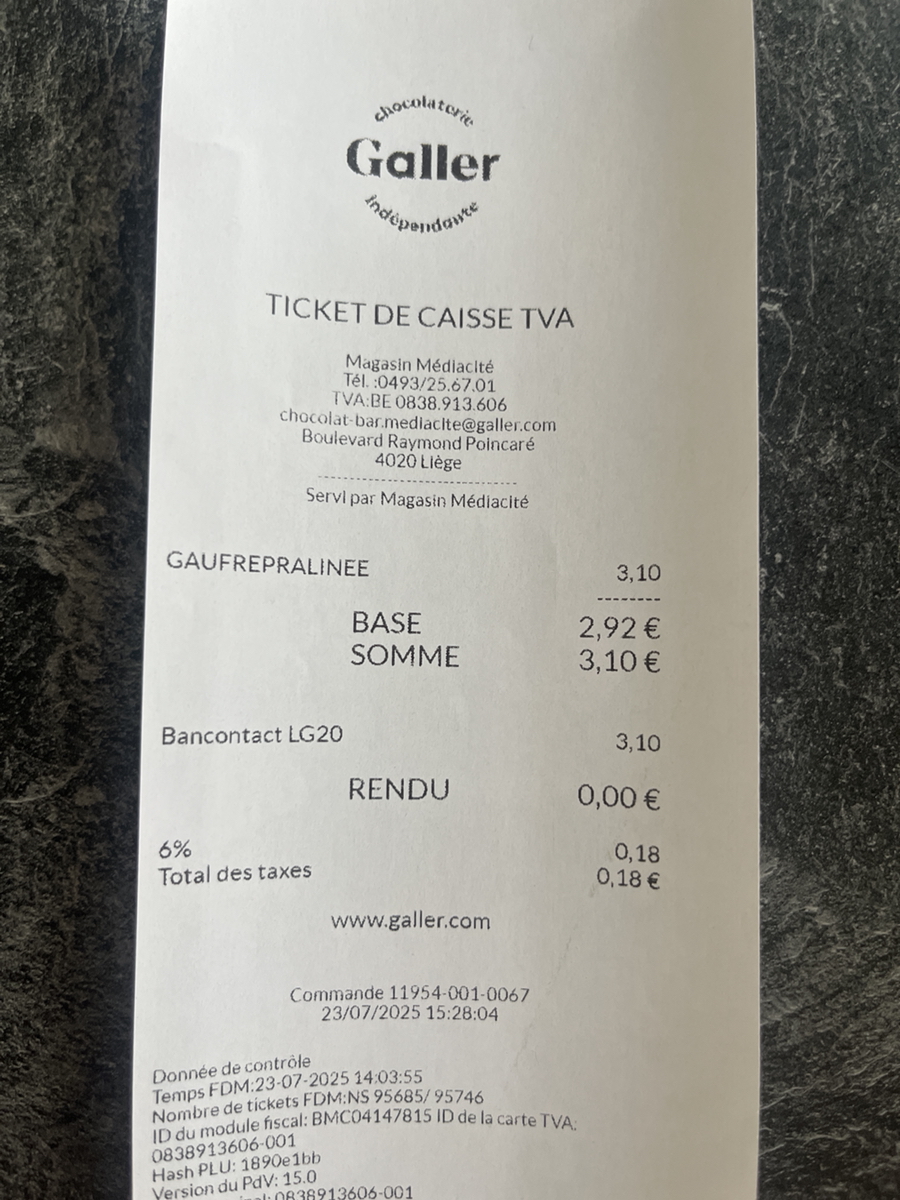 chocolaterie
Galler
indépendante
TICKET DE CAISSE TVA
Magasin Médiacité
Tél. :0493/25.67.01
TVA:BE 0838.913.606
chocolat-bar.mediacite@galler.com
Boulevard Raymond Poincaré
4020 Liège
Servi par Magasin Médiacité
GAUFREPRALINEE 3,10
BASE 2,92 €
SOMME 3,10 €
Bancontact LG20 3,10
RENDU 0,00 €
6% 0,18
Total des taxes 0,18 €
www.galler.com
Commande 11954-001-0067
23/07/2025 15:28:04
Donnée de contrôle
Temps FDM:23-07-2025 14:03:55
Nombre de tickets FDM:NS 95685/ 95746
ID du module fiscal: BMC04147815 ID de la carte TVA:
0838913606-001
Hash PLU: 1890e1bb
Version du PdV: 15.0
0838913606-001